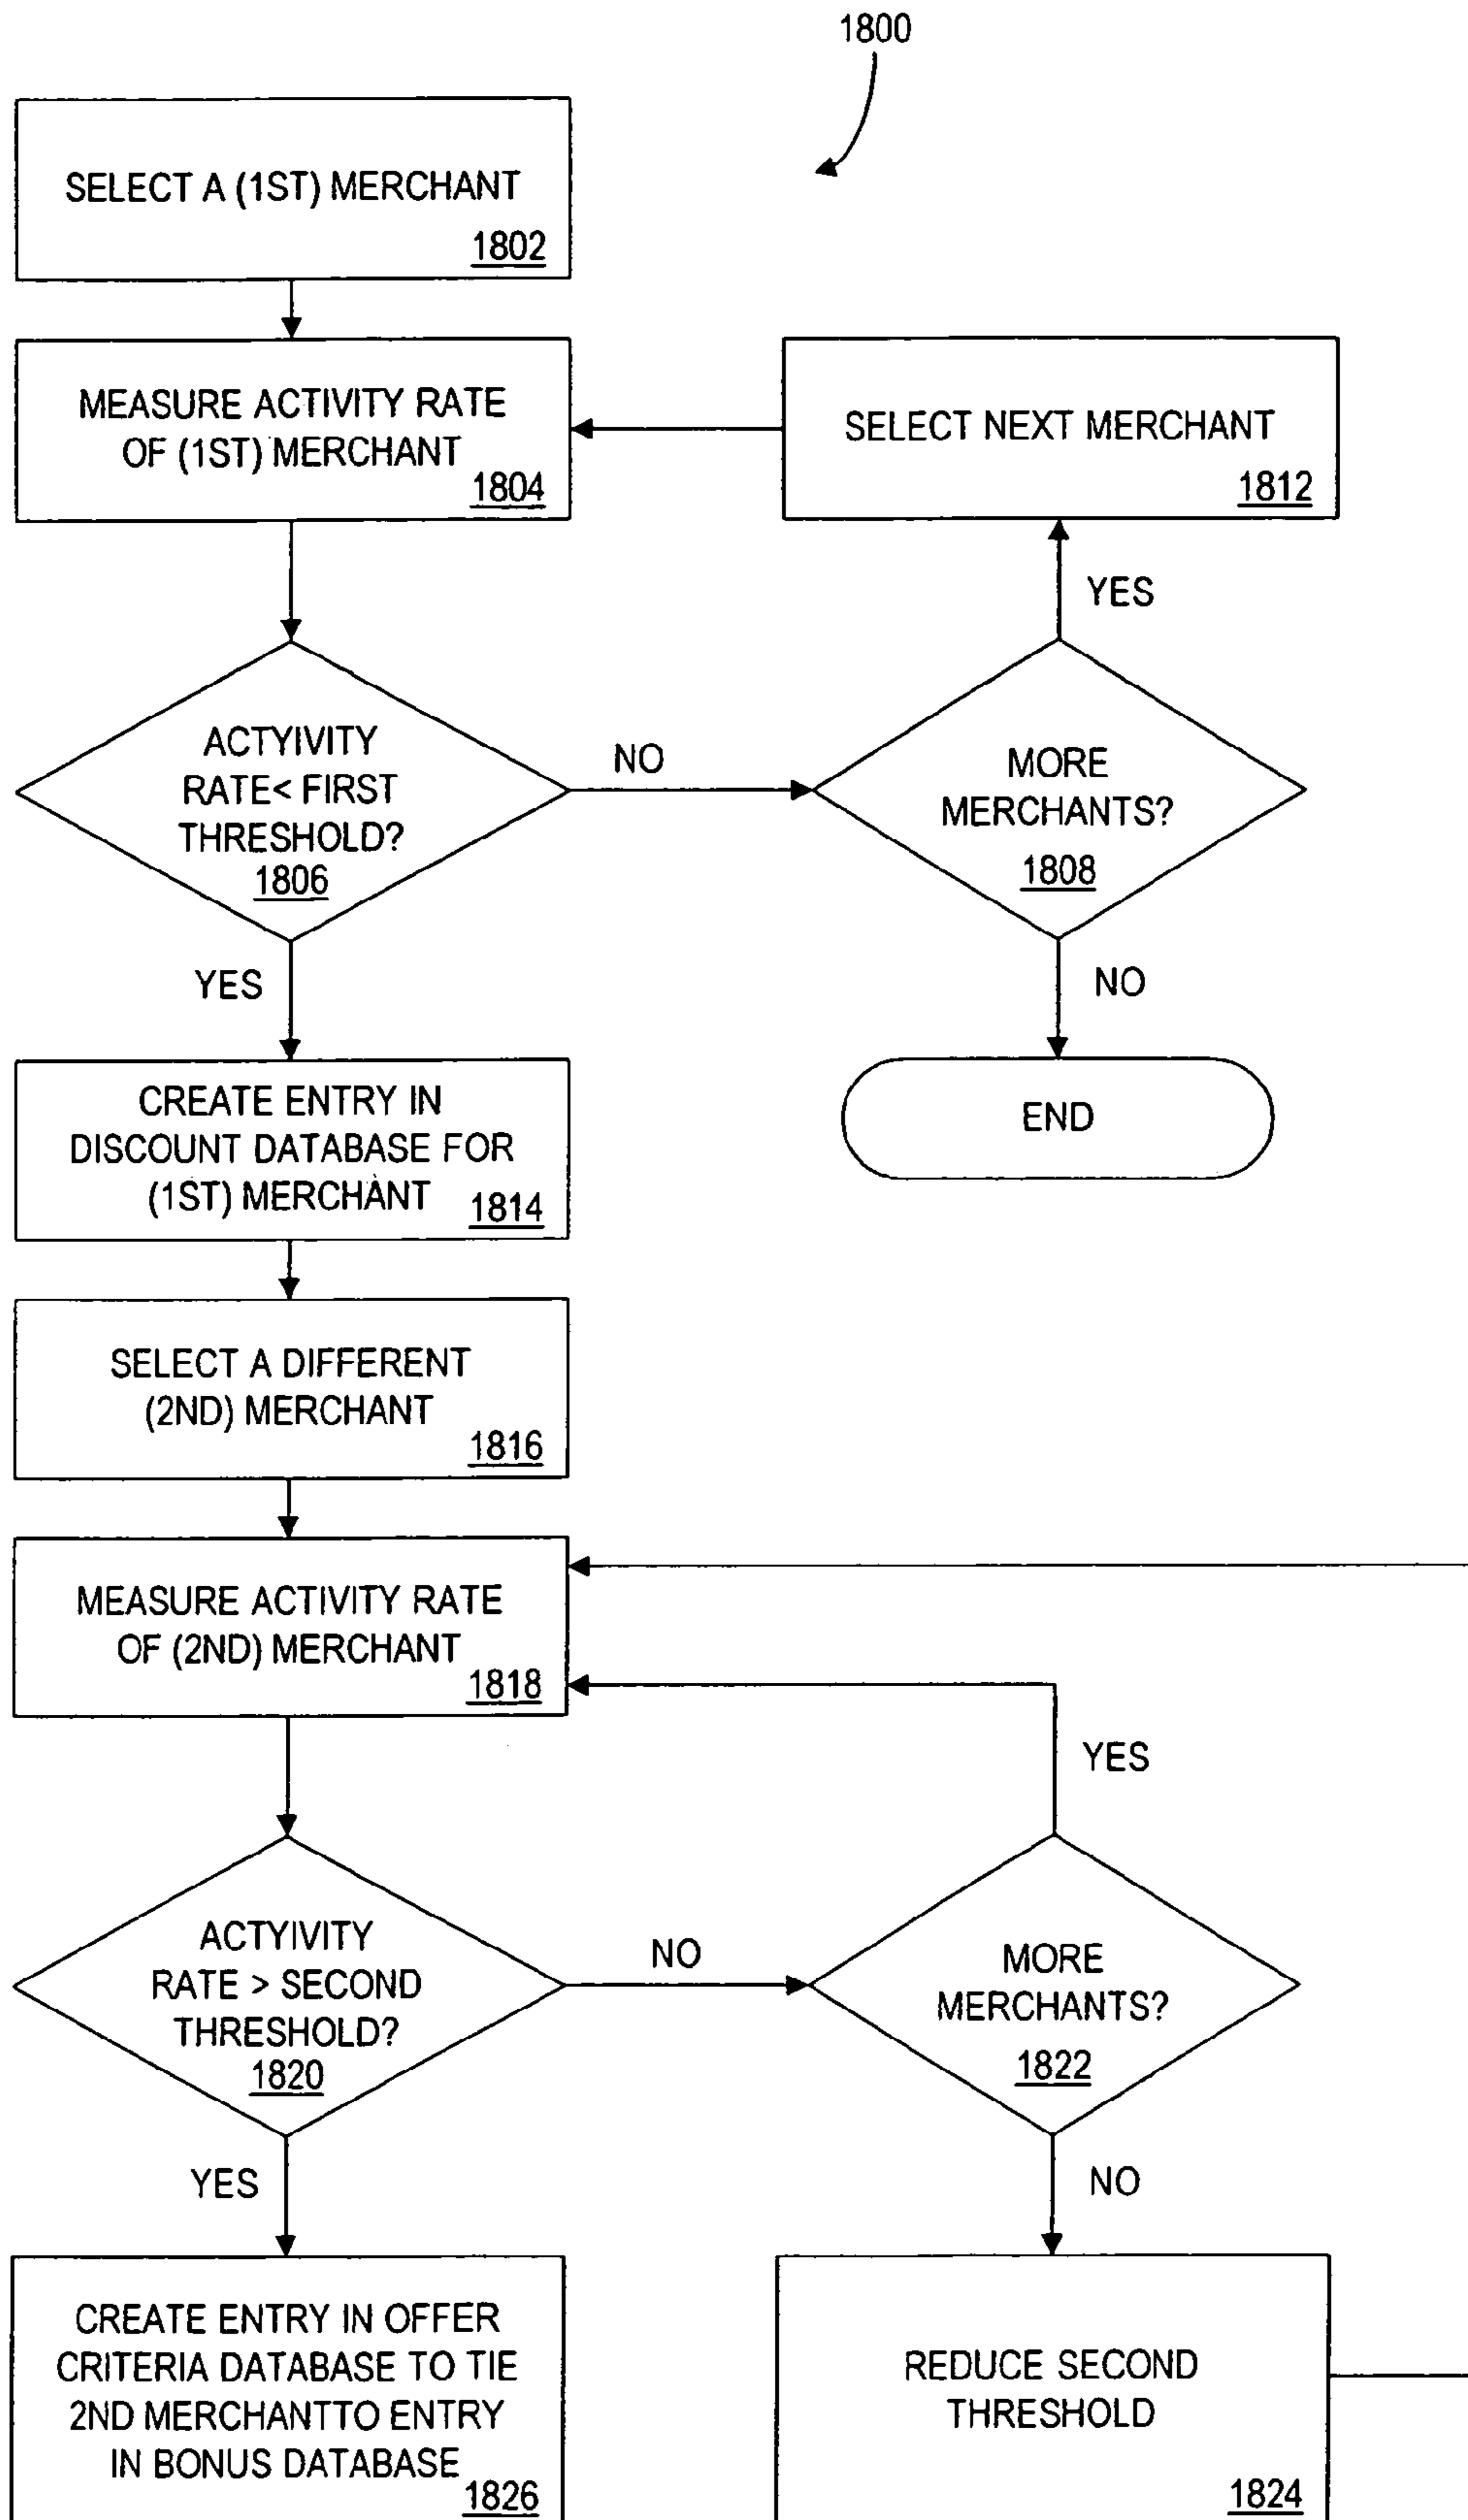 1800
SELECT A (1ST) MERCHANT
1802
MEASURE ACTIVITY RATE
OF (1ST) MERCHANT
1804
SELECT NEXT MERCHANT
1812
YES
ACTYIVITY
RATE< FIRST
THRESHOLD?
1806
NO
MORE
MERCHANTS?
1808
YES
NO
CREATE ENTRY IN
DISCOUNT DATABASE FOR
(1ST) MERCHANT
1814
END
SELECT A DIFFERENT
(2ND) MERCHANT
1816
MEASURE ACTIVITY RATE
OF (2ND) MERCHANT
1818
YES
ACTYIVITY
RATE > SECOND
THRESHOLD?
1820
NO
MORE
MERCHANTS?
1822
YES
NO
CREATE ENTRY IN OFFER
CRITERIA DATABASE TO TIE
2ND MERCHANTTO ENTRY
IN BONUS DATABASE
1826
REDUCE SECOND
THRESHOLD
1824